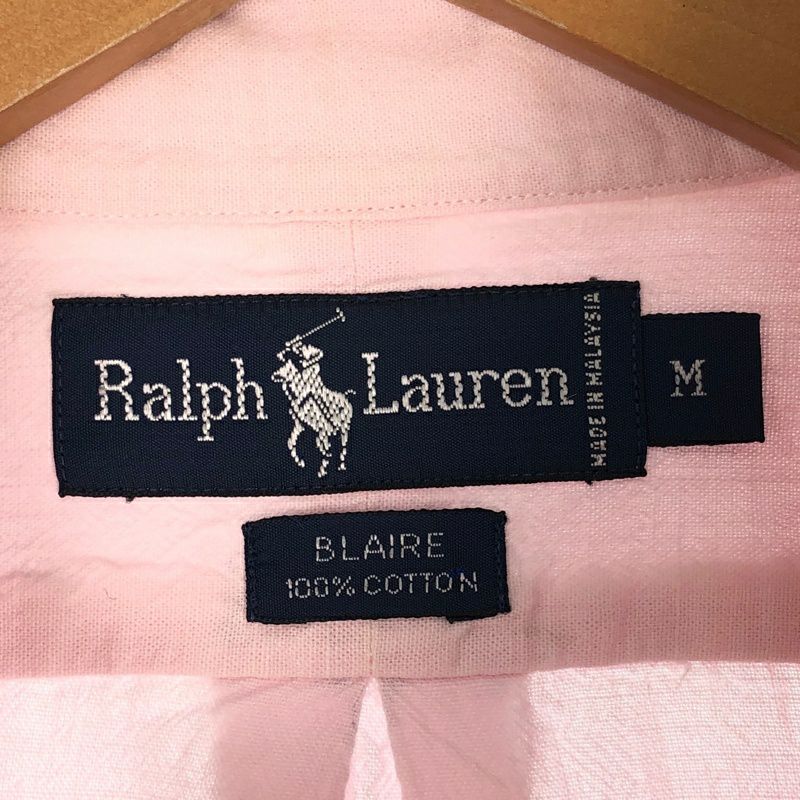 Ralph Lauren
MADE IN MALAYSIA
M
BLAIRE
100% COTTON